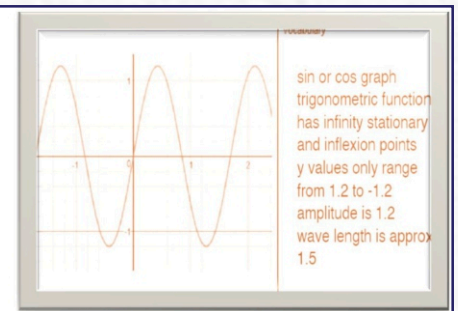 Vocabulary
sin or cos graph
trigonometric function
has infinity stationary
and inflexion points
y values only range
from 1.2 to -1.2
amplitude is 1.2
wave length is approx
1.5
1
-1
0
1
2
-1